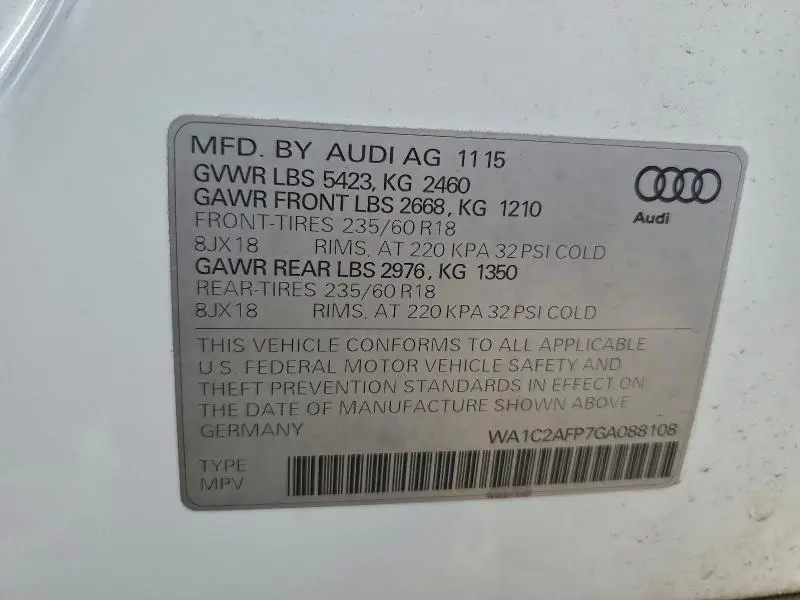 MFD. BY AUDI AG 11 15
GVWR LBS 5423, KG 2460
GAWR FRONT LBS 2668, KG 1210
FRONT-TIRES 235/60 R18
8JX18 RIMS, AT 220 KPA 32 PSI COLD
GAWR REAR LBS 2976, KG 1350
REAR-TIRES 235/60 R18
8JX18 RIMS, AT 220 KPA 32 PSI COLD
Audi
THIS VEHICLE CONFORMS TO ALL APPLICABLE
U.S. FEDERAL MOTOR VEHICLE SAFETY AND
THEFT PREVENTION STANDARDS IN EFFECT ON
THE DATE OF MANUFACTURE SHOWN ABOVE
GERMANY WA1C2AFP7GA088108
TYPE
MPV